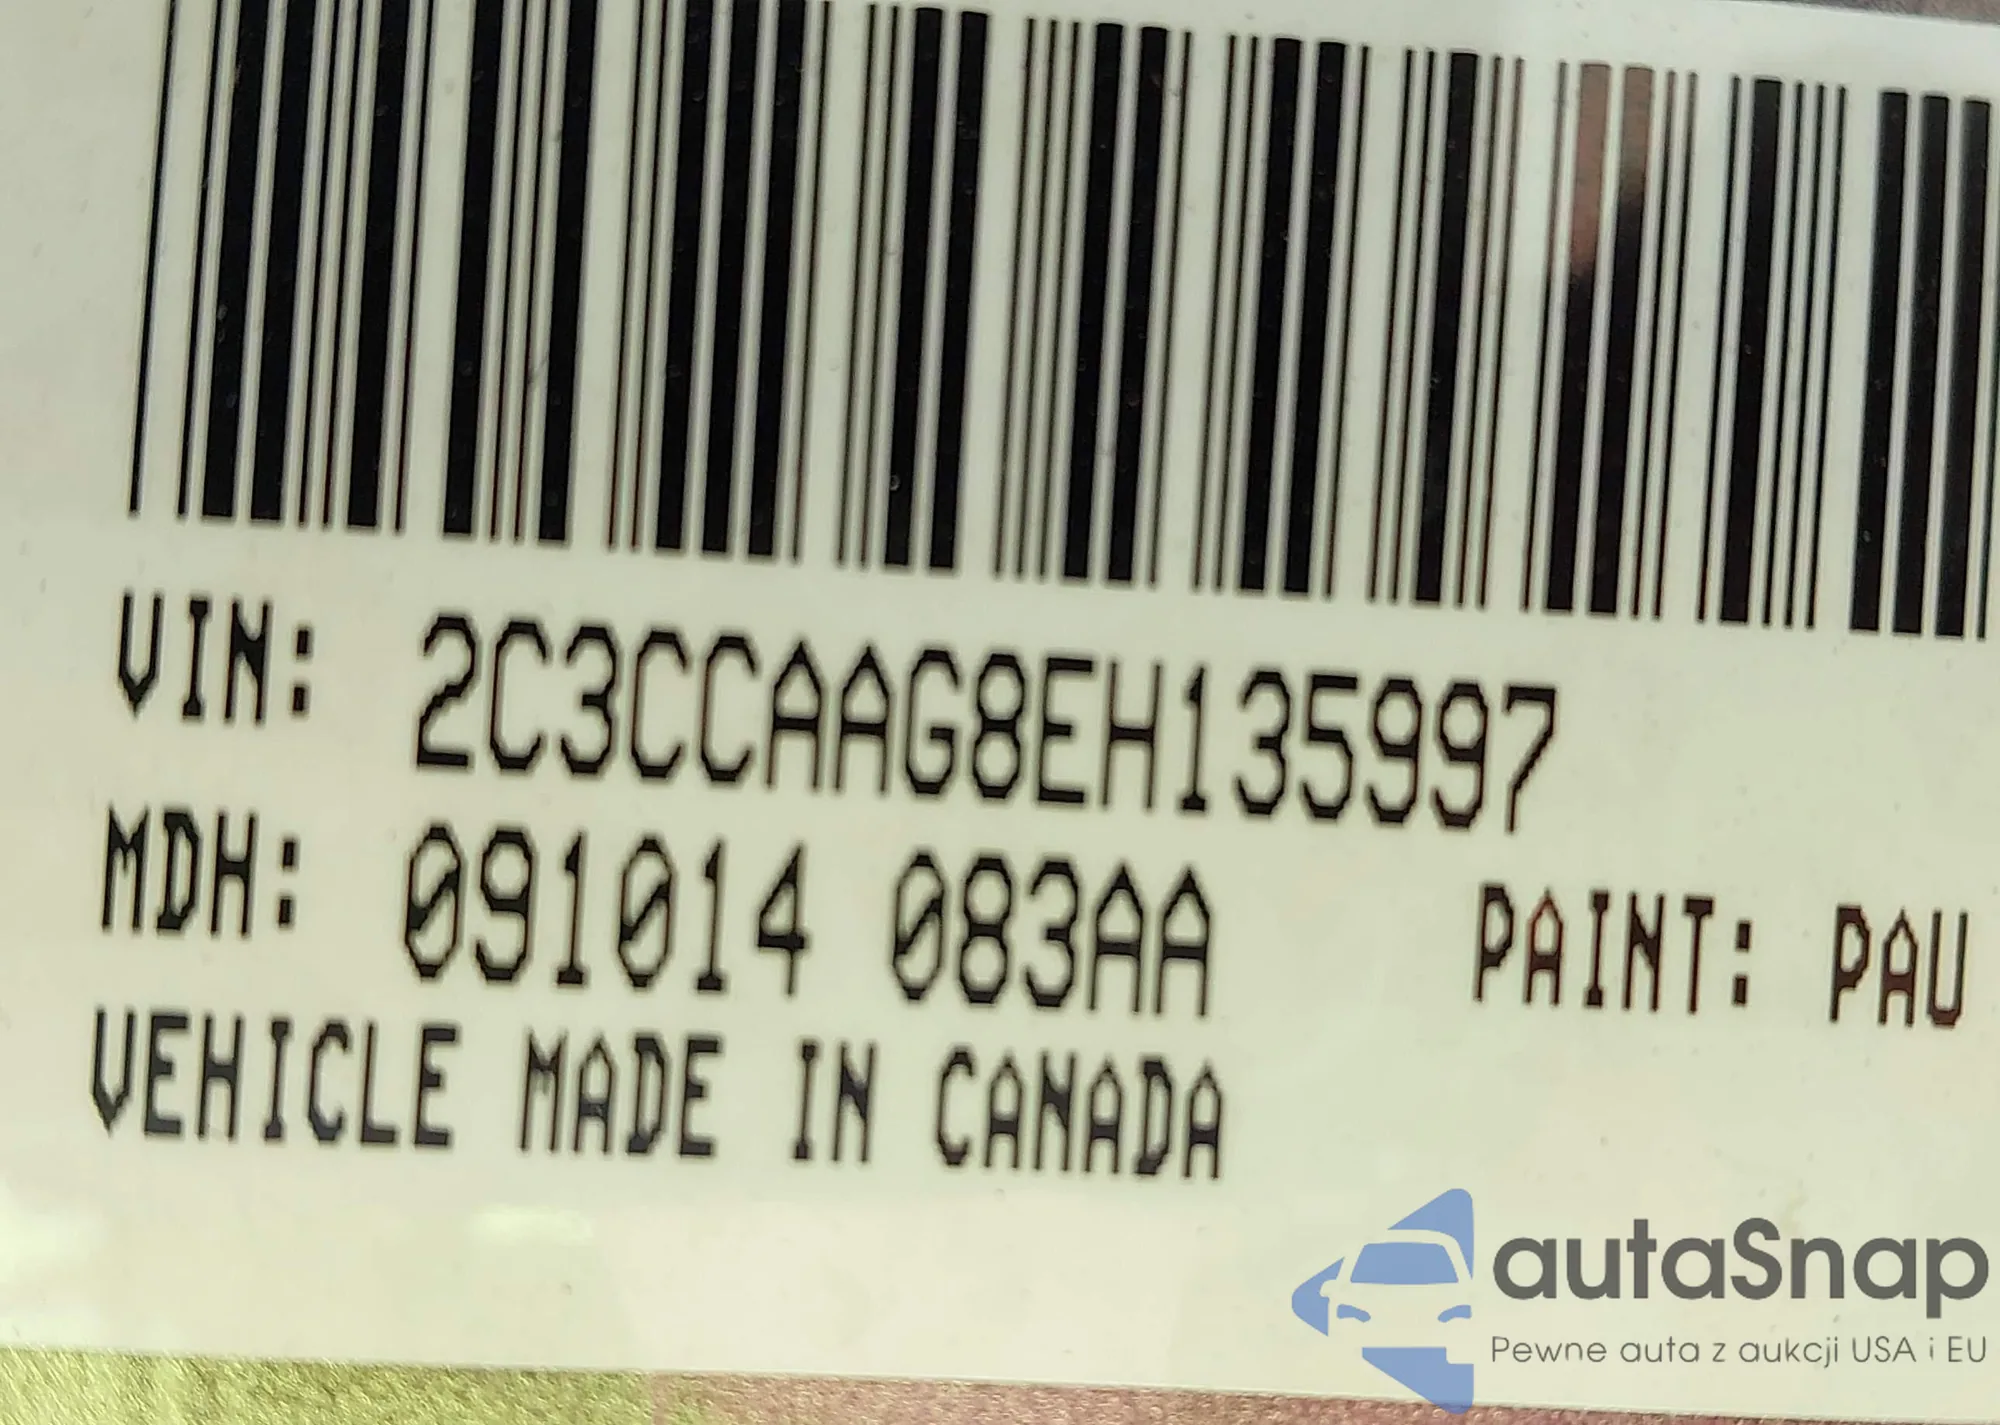 VIN: 2C3CCAAG8EH135997
MDH: 091014 083AA PAINT: PAU
VEHICLE MADE IN CANADA
autaSnap
Pewne auta z aukcji USA i EU